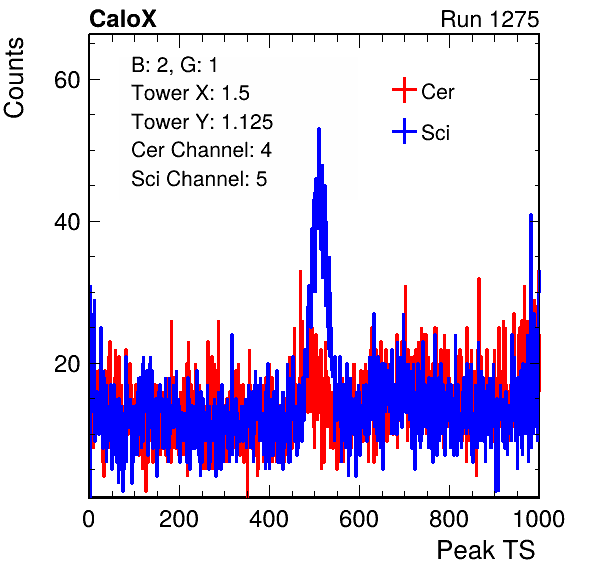 CaloX Run 1275
Counts
B: 2, G: 1
Tower X: 1.5
Tower Y: 1.125
Cer Channel: 4
Sci Channel: 5
Cer
Sci
60
40
20
0 200 400 600 800 1000
Peak TS